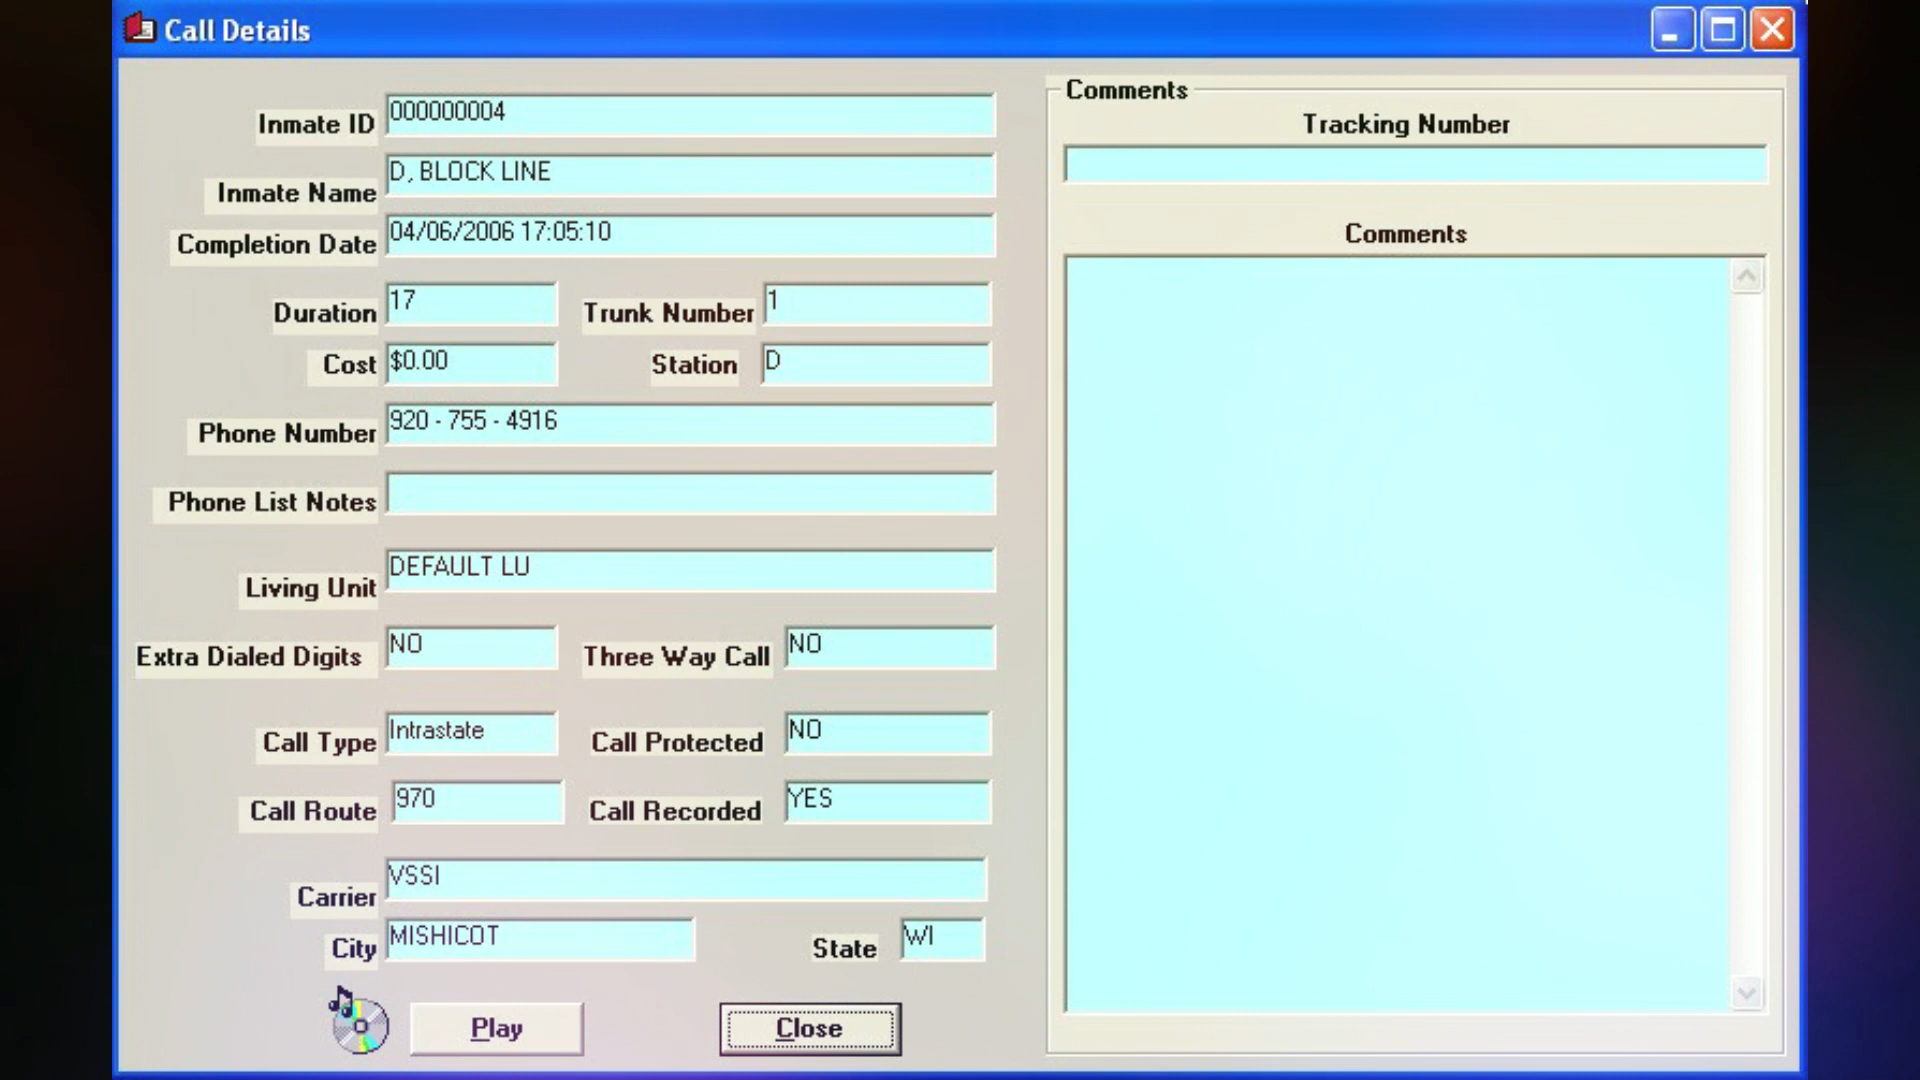 Call Details
Inmate ID 000000004
Inmate Name D, BLOCK LINE
Completion Date 04/06/2006 17:05:10
Duration 17 Trunk Number 1
Cost $0.00 Station D
Phone Number 920 - 755 - 4916
Phone List Notes
Living Unit DEFAULT LU
Extra Dialed Digits NO Three Way Call NO
Call Type Intrastate Call Protected NO
Call Route 970 Call Recorded YES
Carrier VSSI
City MISHICOT State WI
Play Close
Comments
Tracking Number
Comments